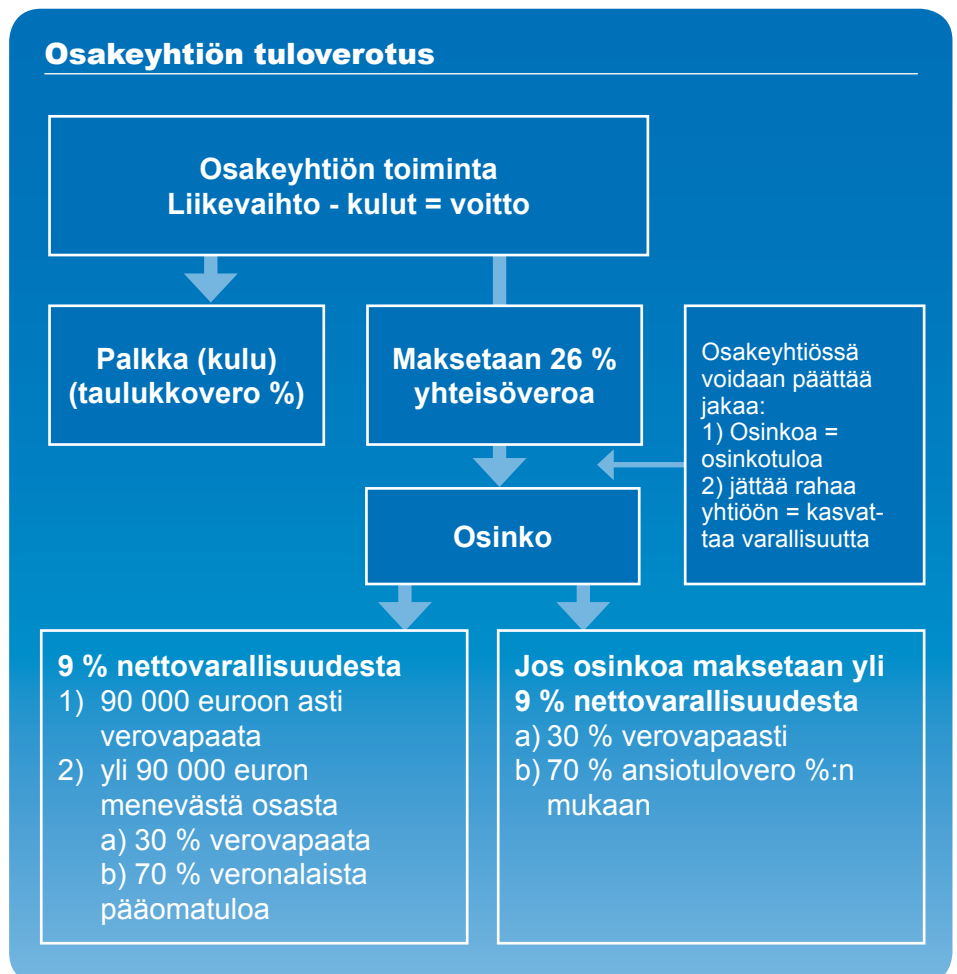 Osakeyhtiön tuloverotus
Osakeyhtiön toiminta
Liikevaihto - kulut = voitto
Palkka (kulu)
(taulukkovero %)
Maksetaan 26 %
yhteisöveroa
Osakeyhtiössä
voidaan päättää
jakaa:
1) Osinkoa =
osinkotuloa
2) jättää rahaa
yhtiöön = kasvat-
taa varallisuutta
Osinko
9 % nettovarallisuudesta
1) 90 000 euroon asti
verovapaata
2) yli 90 000 euron
menevästä osasta
a) 30 % verovapaata
b) 70 % veronalaista
pääomatuloa
Jos osinkoa maksetaan yli
9 % nettovarallisuudesta
a) 30 % verovapaasti
b) 70 % ansiotulovero %:n
mukaan